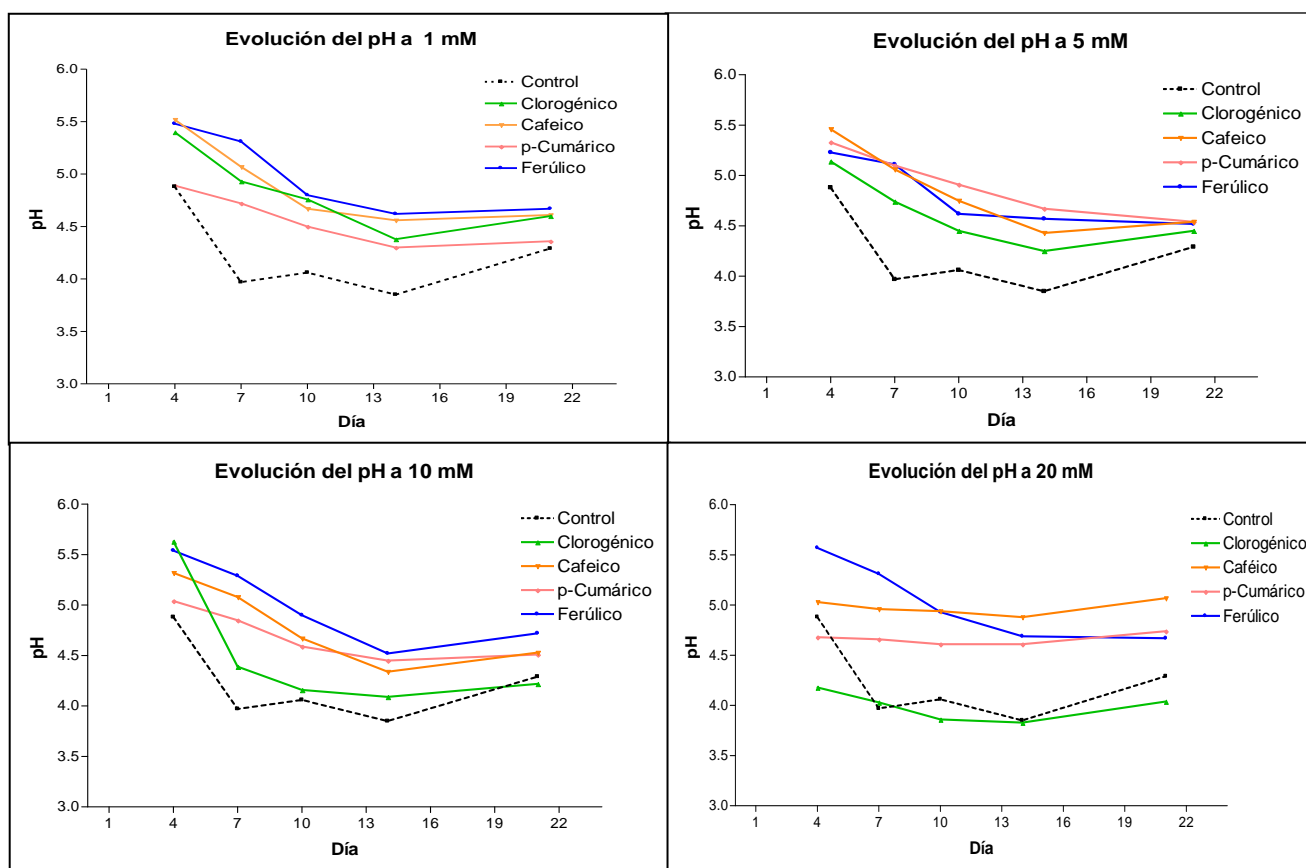 Evolución del pH a 1 mM
6.0
5.5
5.0
4.5
4.0
3.5
3.0
pH
Control
Clorogénico
Cafeico
p-Cumárico
Ferúlico
1 4 7 10 13 16 19 22
Día
Evolución del pH a 5 mM
6.0
5.5
5.0
4.5
4.0
3.5
3.0
pH
Control
Clorogénico
Cafeico
p-Cumárico
Ferúlico
1 4 7 10 13 16 19 22
Día
Evolución del pH a 10 mM
6.0
5.5
5.0
4.5
4.0
3.5
3.0
pH
Control
Clorogénico
Cafeico
p-Cumárico
Ferúlico
1 4 7 10 13 16 19 22
Día
Evolución del pH a 20 mM
6.0
5.5
5.0
4.5
4.0
3.5
3.0
pH
Control
Clorogénico
Caféico
p-Cumárico
Ferúlico
1 4 7 10 13 16 19 22
Día